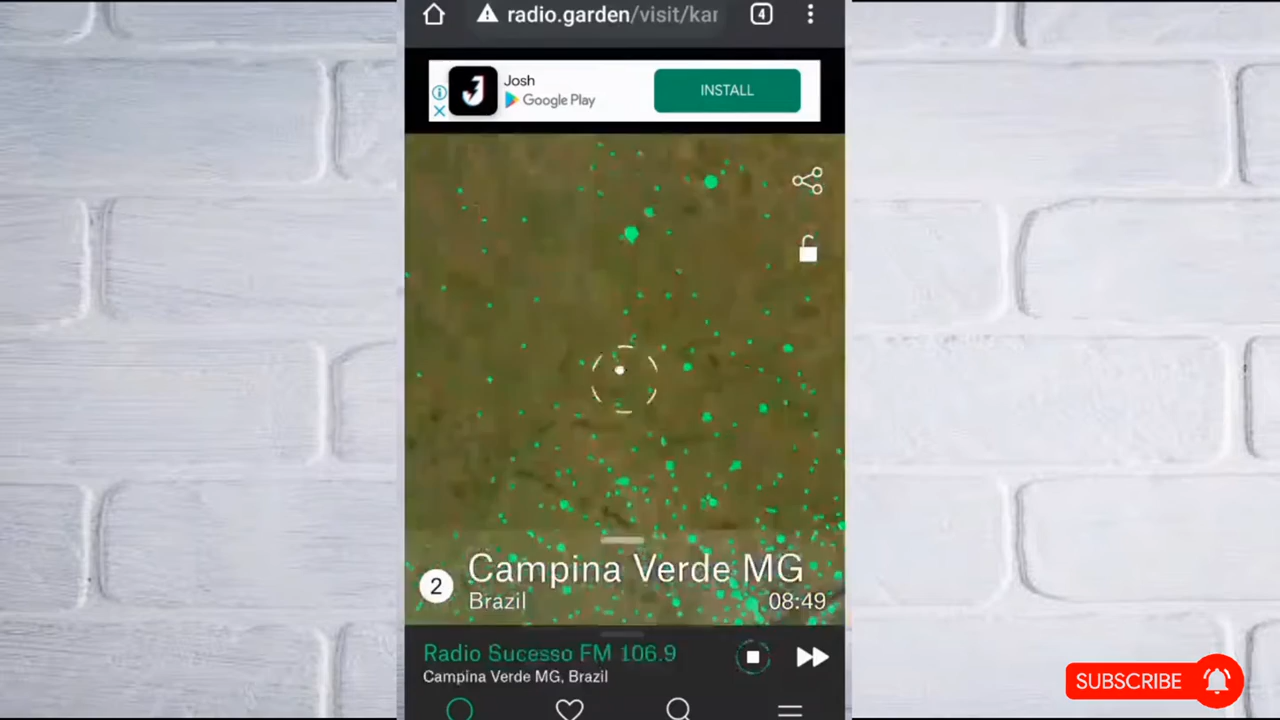 radio.garden/visit/kar
4
Josh
Google Play
INSTALL
2
Campina Verde MG
Brazil
08:49
Radio Sucesso FM 106.9
Campina Verde MG, Brazil
SUBSCRIBE